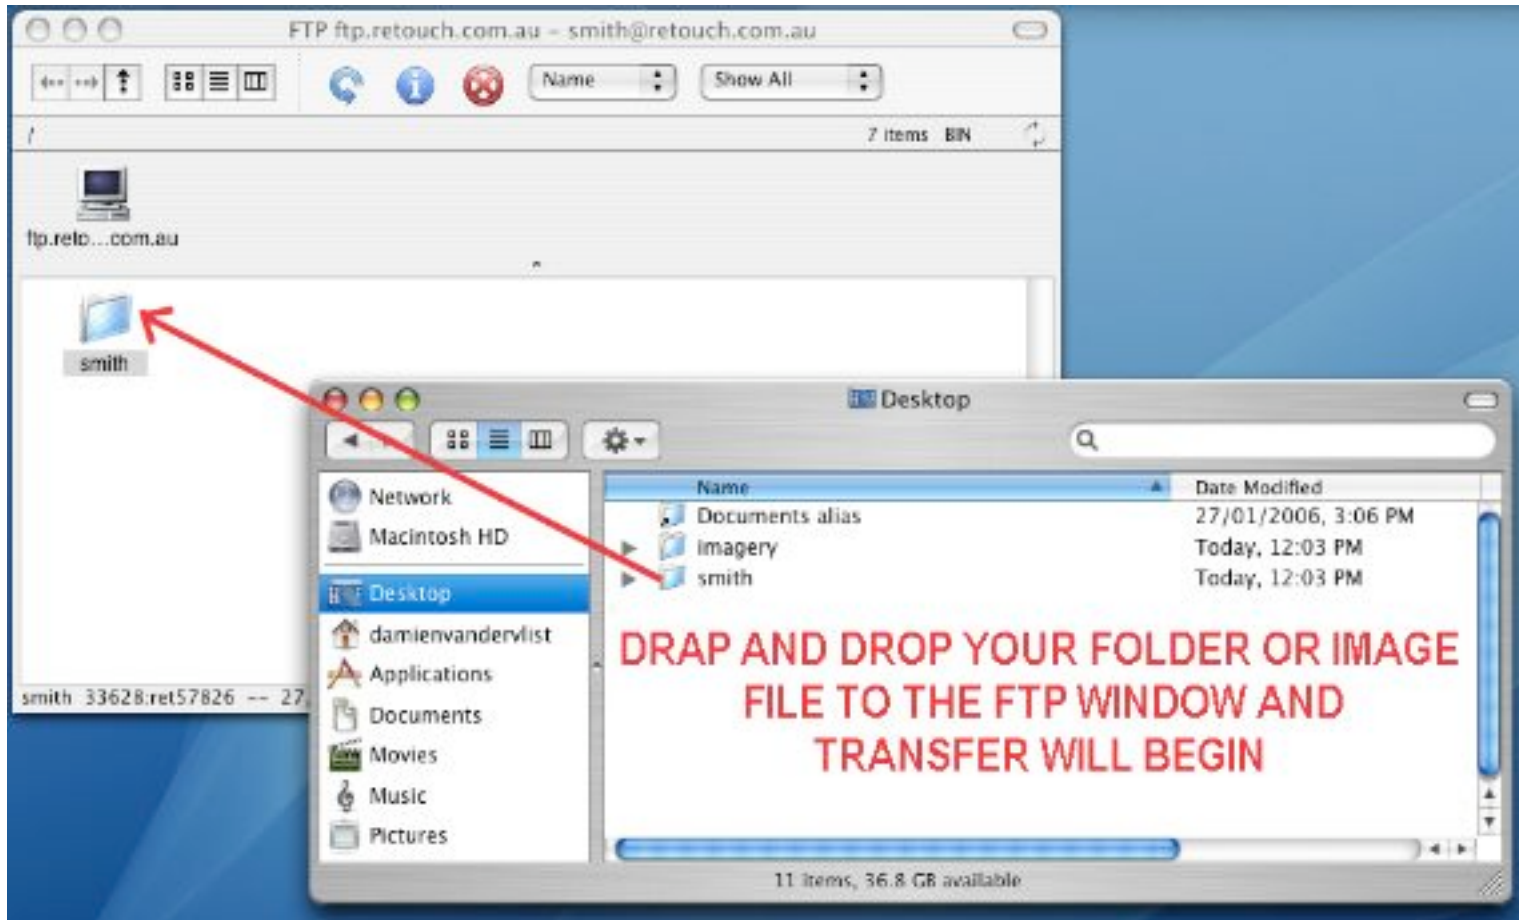 FTP ftp.retouch.com.au – smith@retouch.com.au
Name
Show All
/
7 items BIN
ftp.reto...com.au
smith
Desktop
Name
Date Modified
Network
Documents alias
27/01/2006, 3:06 PM
Macintosh HD
imagery
Today, 12:03 PM
smith
Today, 12:03 PM
Desktop
damienvandervlist
Applications
Documents
Movies
Music
Pictures
DRAP AND DROP YOUR FOLDER OR IMAGE
FILE TO THE FTP WINDOW AND
TRANSFER WILL BEGIN
smith 33628:ret57826 -- 27,
11 items, 36.8 GB available